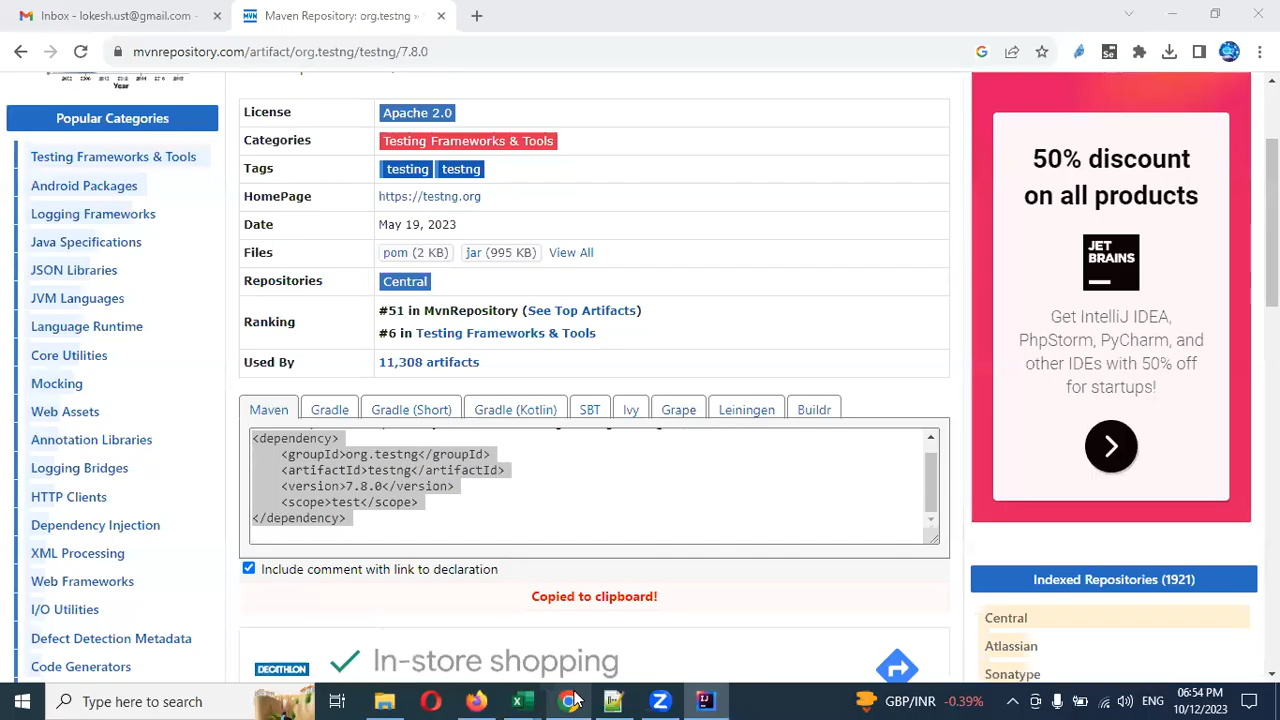 Inbox - lokesh.ust@gmail.com -
Maven Repository: org.testng »
mvnrepository.com/artifact/org.testng/testng/7.8.0
Year
Popular Categories
Testing Frameworks & Tools
Android Packages
Logging Frameworks
Java Specifications
JSON Libraries
JVM Languages
Language Runtime
Core Utilities
Mocking
Web Assets
Annotation Libraries
Logging Bridges
HTTP Clients
Dependency Injection
XML Processing
Web Frameworks
I/O Utilities
Defect Detection Metadata
Code Generators
License Apache 2.0
Categories Testing Frameworks & Tools
Tags testing testng
HomePage https://testng.org
Date May 19, 2023
Files pom (2 KB) jar (995 KB) View All
Repositories Central
Ranking #51 in MvnRepository (See Top Artifacts)
#6 in Testing Frameworks & Tools
Used By 11,308 artifacts
Maven Gradle Gradle (Short) Gradle (Kotlin) SBT Ivy Grape Leiningen Buildr
<dependency>
<groupId>org.testng</groupId>
<artifactId>testng</artifactId>
<version>7.8.0</version>
<scope>test</scope>
</dependency>
Include comment with link to declaration
Copied to clipboard!
DECATHLON In-store shopping
50% discount
on all products
JET
BRAINS
Get IntelliJ IDEA,
PhpStorm, PyCharm, and
other IDEs with 50% off
for startups!
Indexed Repositories (1921)
Central
Atlassian
Sonatype
Type here to search
GBP/INR -0.39%
ENG
06:54 PM
10/12/2023